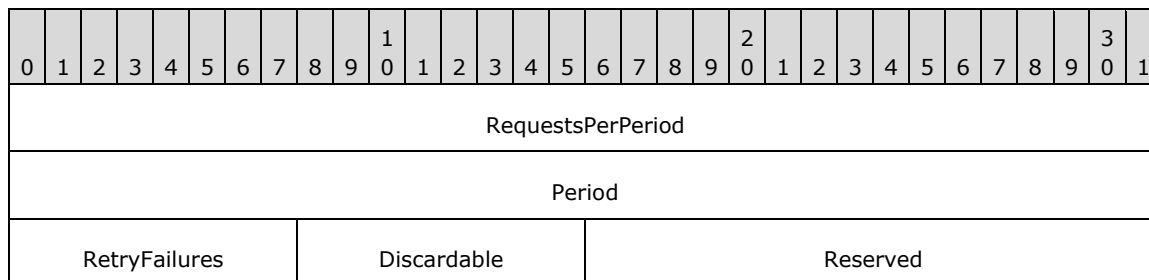 1 2 3
0 1 2 3 4 5 6 7 8 9 0 1 2 3 4 5 6 7 8 9 0 1 2 3 4 5 6 7 8 9 0 1
RequestsPerPeriod
Period
RetryFailures Discardable Reserved